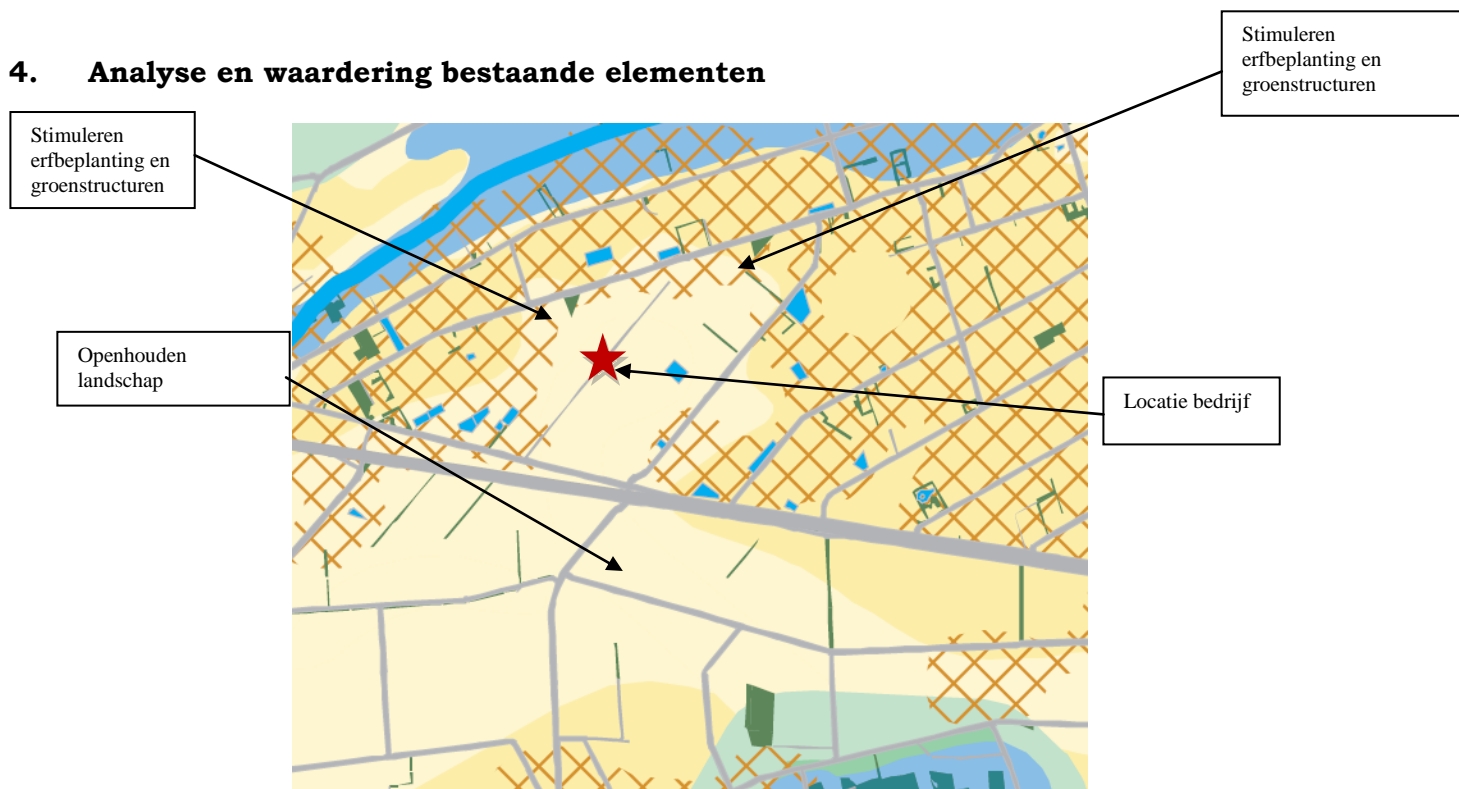 4. Analyse en waardering bestaande elementen
Stimuleren
erfbeplanting en
groenstructuren
Stimuleren
erfbeplanting en
groenstructuren
Openhouden
landschap
Locatie bedrijf